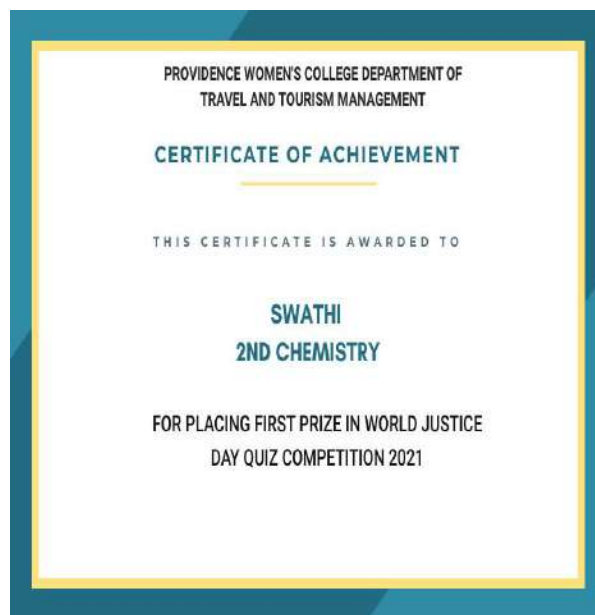 PROVIDENCE WOMEN'S COLLEGE DEPARTMENT OF
TRAVEL AND TOURISM MANAGEMENT
CERTIFICATE OF ACHIEVEMENT
THIS CERTIFICATE IS AWARDED TO
SWATHI
2ND CHEMISTRY
FOR PLACING FIRST PRIZE IN WORLD JUSTICE
DAY QUIZ COMPETITION 2021